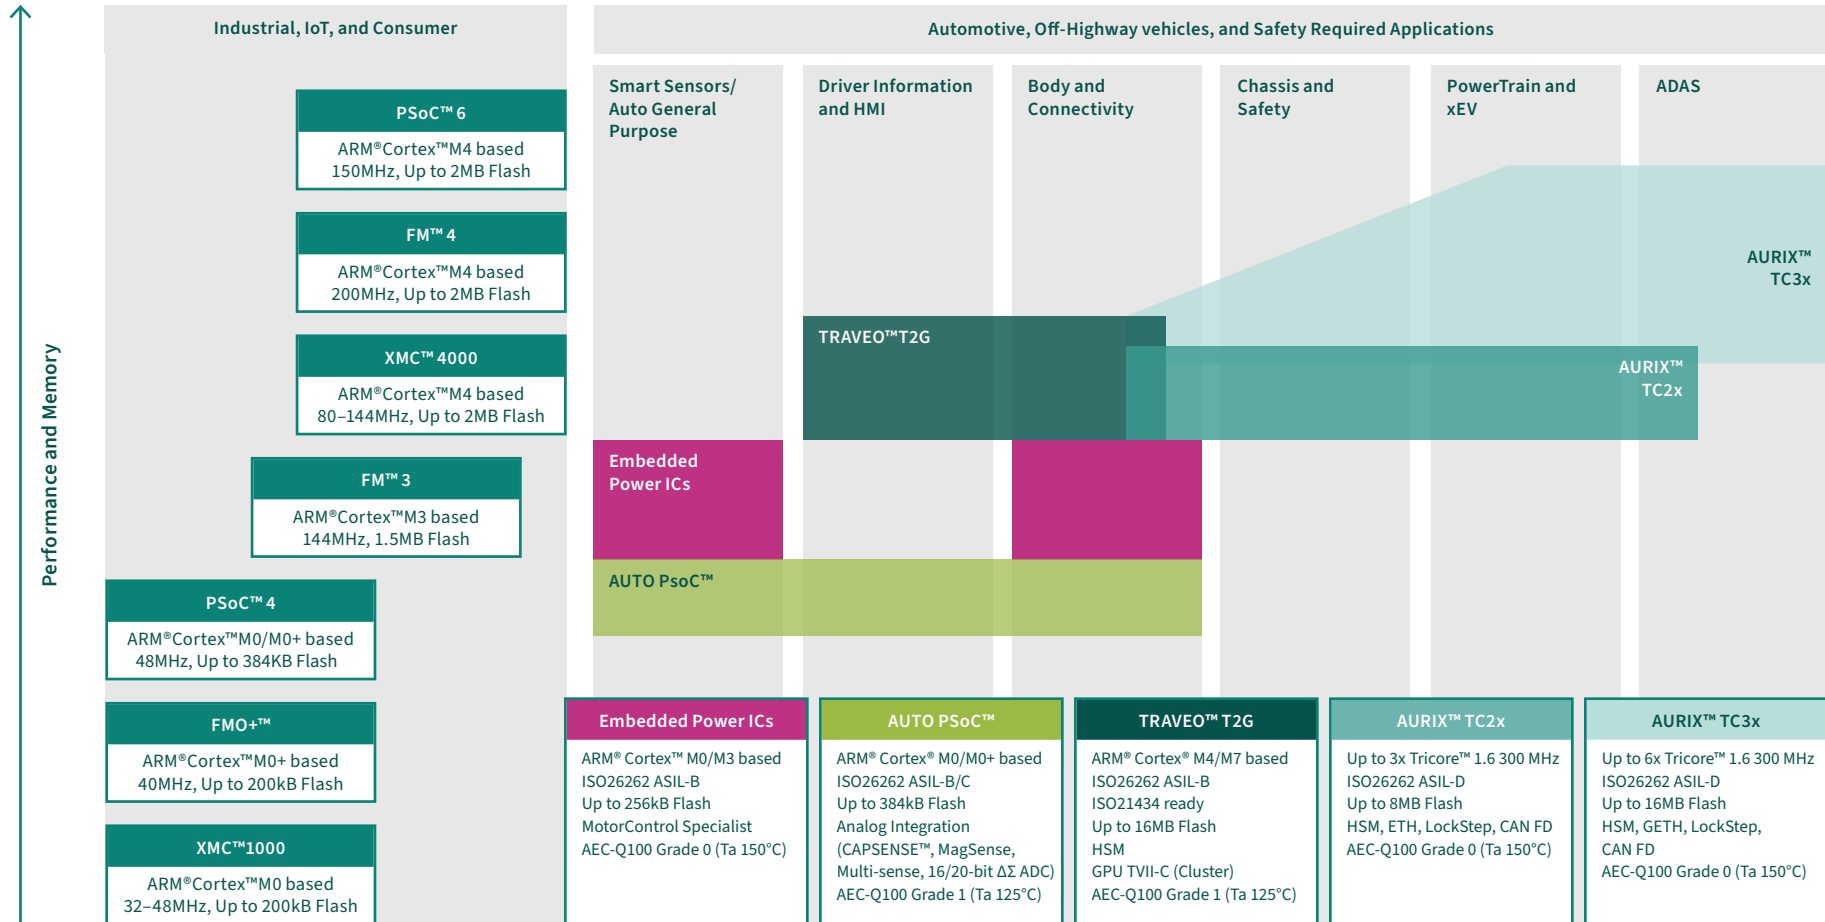 Performance and Memory
Industrial, IoT, and Consumer
PSoC™ 6
ARM®Cortex™M4 based
150MHz, Up to 2MB Flash
FM™ 4
ARM®Cortex™M4 based
200MHz, Up to 2MB Flash
XMC™ 4000
ARM®Cortex™M4 based
80–144MHz, Up to 2MB Flash
FM™ 3
ARM®Cortex™M3 based
144MHz, 1.5MB Flash
PSoC™ 4
ARM®Cortex™M0/M0+ based
48MHz, Up to 384KB Flash
FMO+™
ARM®Cortex™M0+ based
40MHz, Up to 200kB Flash
XMC™1000
ARM®Cortex™M0 based
32–48MHz, Up to 200kB Flash
Automotive, Off-Highway vehicles, and Safety Required Applications
Smart Sensors/
Auto General
Purpose
Driver Information
and HMI
Body and
Connectivity
Chassis and
Safety
PowerTrain and
xEV
ADAS
AURIX™
TC3x
TRAVEO™T2G
AURIX™
TC2x
Embedded
Power ICs
AUTO PsoC™
Embedded Power ICs
ARM® Cortex™ M0/M3 based
ISO26262 ASIL-B
Up to 256kB Flash
MotorControl Specialist
AEC-Q100 Grade 0 (Ta 150°C)
AUTO PSoC™
ARM® Cortex® M0/M0+ based
ISO26262 ASIL-B/C
Up to 384kB Flash
Analog Integration
(CAPSENSE™, MagSense,
Multi-sense, 16/20-bit ΔΣ ADC)
AEC-Q100 Grade 1 (Ta 125°C)
TRAVEO™ T2G
ARM® Cortex® M4/M7 based
ISO26262 ASIL-B
ISO21434 ready
Up to 16MB Flash
HSM
GPU TVII-C (Cluster)
AEC-Q100 Grade 1 (Ta 125°C)
AURIX™ TC2x
Up to 3x Tricore™ 1.6 300 MHz
ISO26262 ASIL-D
Up to 8MB Flash
HSM, ETH, LockStep, CAN FD
AEC-Q100 Grade 0 (Ta 150°C)
AURIX™ TC3x
Up to 6x Tricore™ 1.6 300 MHz
ISO26262 ASIL-D
Up to 16MB Flash
HSM, GETH, LockStep,
CAN FD
AEC-Q100 Grade 0 (Ta 150°C)